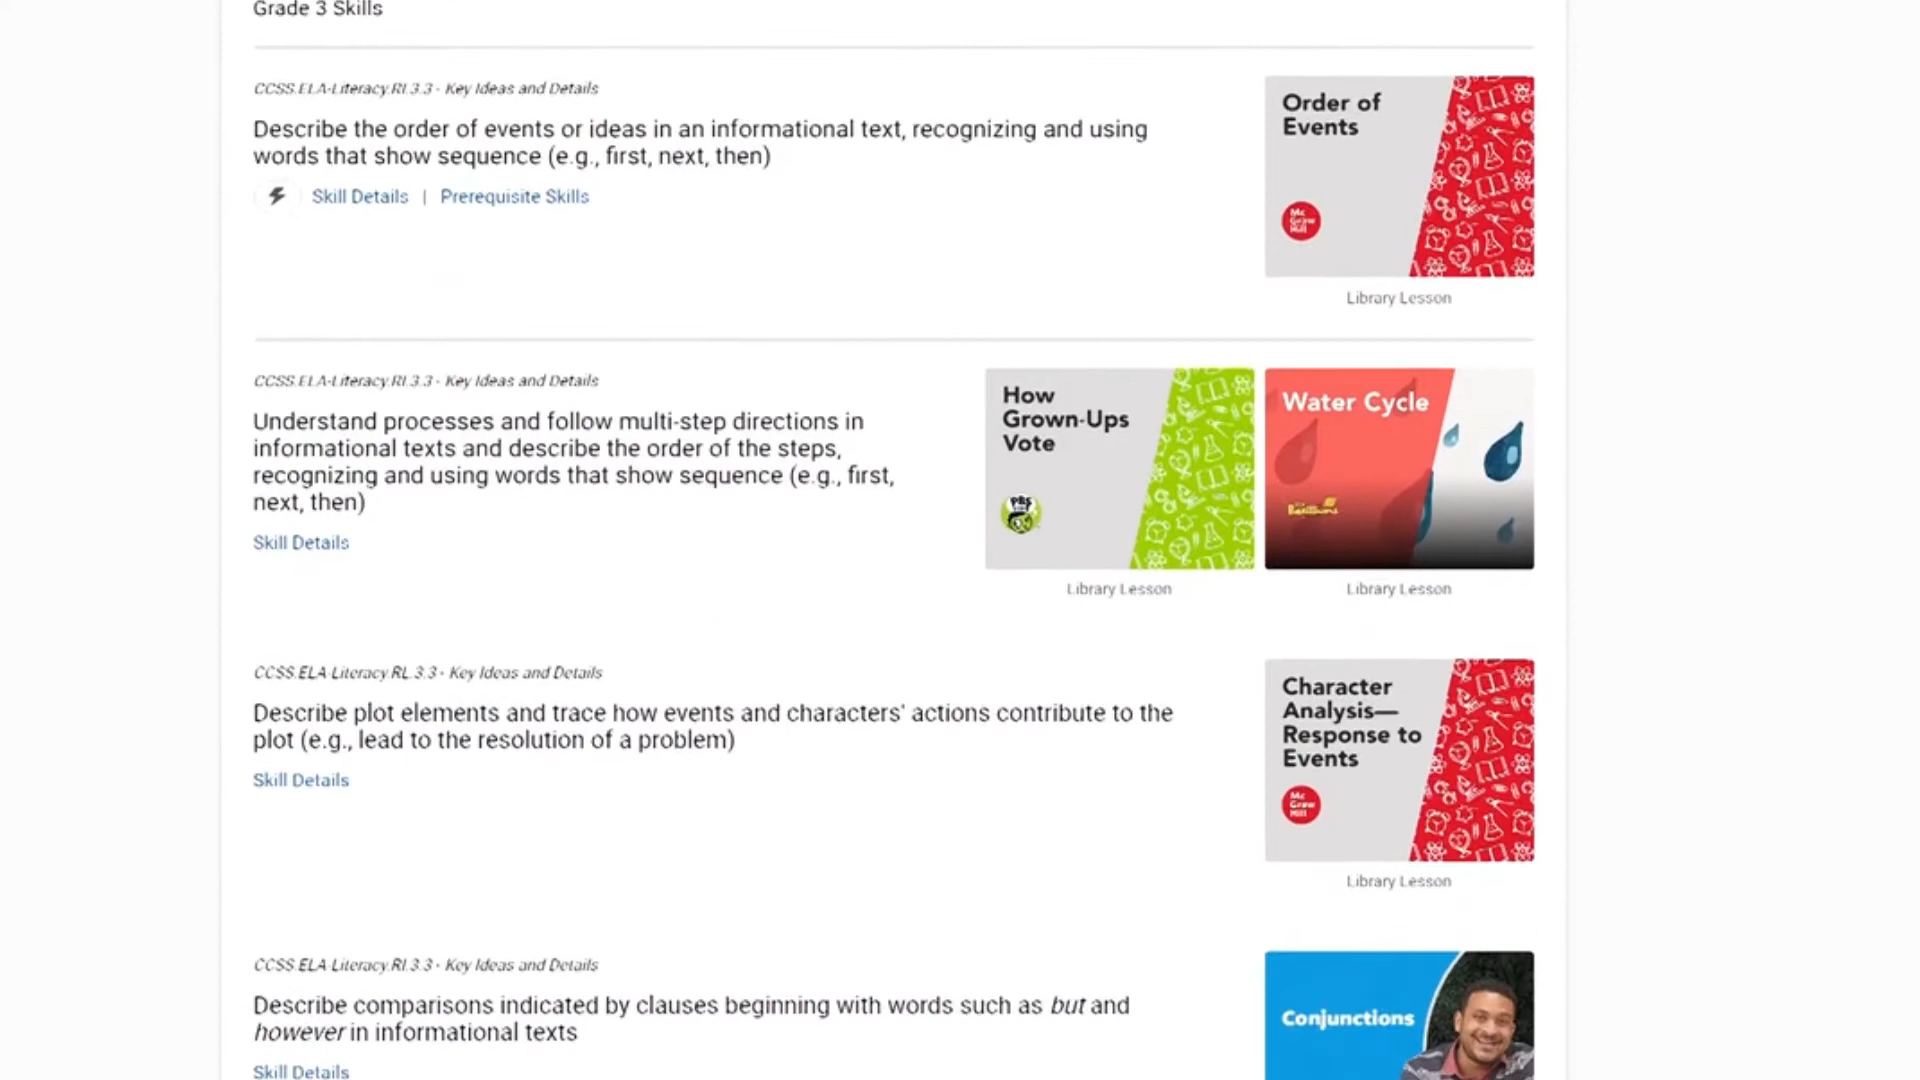 Grade 3 Skills
CCSS.ELA-Literacy.RI.3.3 - Key Ideas and Details
Describe the order of events or ideas in an informational text, recognizing and using
words that show sequence (e.g., first, next, then)
Skill Details | Prerequisite Skills
Order of
Events
Mc
Graw
Hill
Library Lesson
CCSS.ELA-Literacy.RI.3.3 - Key Ideas and Details
Understand processes and follow multi-step directions in
informational texts and describe the order of the steps,
recognizing and using words that show sequence (e.g., first,
next, then)
Skill Details
How
Grown-Ups
Vote
PBS
Library Lesson
Water Cycle
Library Lesson
CCSS.ELA-Literacy.RL.3.3 - Key Ideas and Details
Describe plot elements and trace how events and characters' actions contribute to the
plot (e.g., lead to the resolution of a problem)
Skill Details
Character
Analysis—
Response to
Events
Mc
Graw
Hill
Library Lesson
CCSS.ELA-Literacy.RI.3.3 - Key Ideas and Details
Describe comparisons indicated by clauses beginning with words such as but and
however in informational texts
Skill Details
Conjunctions